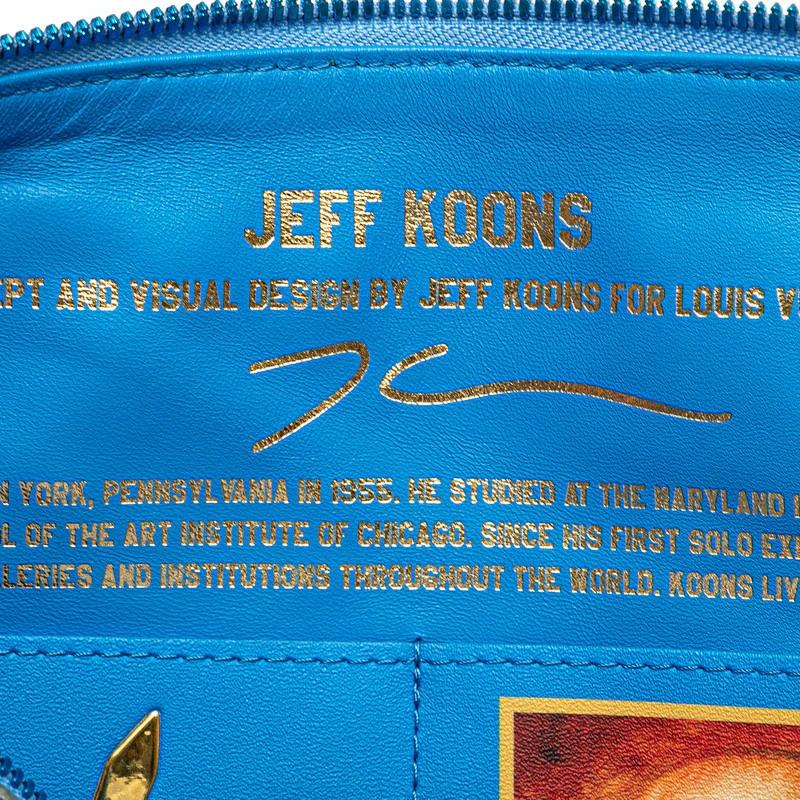 JEFF KOONS
EPT AND VISUAL DESIGN BY JEFF KOONS FOR LOUIS V
N YORK, PENNSYLVANIA IN 1955. HE STUDIED AT THE MARYLAND I
L OF THE ART INSTITUTE OF CHICAGO. SINCE HIS FIRST SOLO EX
LERIES AND INSTITUTIONS THROUGHOUT THE WORLD. KOONS LIV